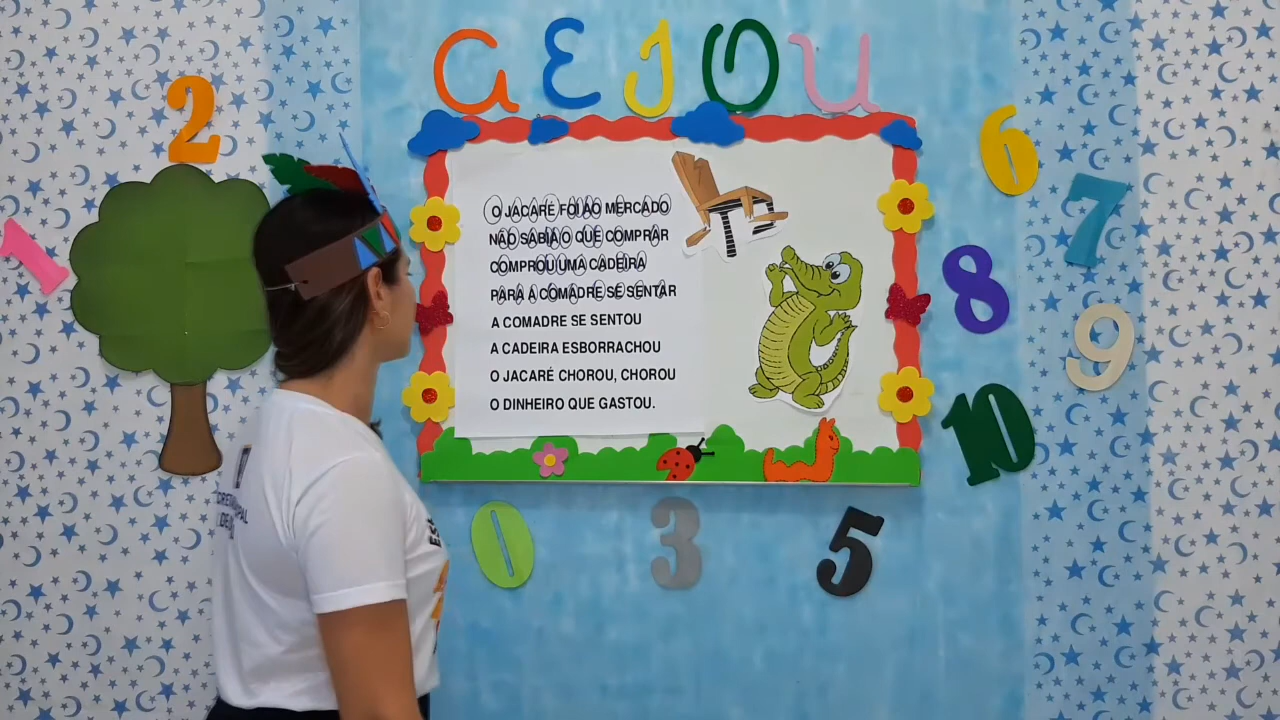 a e i o u
2
6
1
7
O JACARÉ FOI AO MERCADO
NÃO SABIA O QUE COMPRAR
COMPROU UMA CADEIRA
PARA A COMADRE SE SENTAR
A COMADRE SE SENTOU
A CADEIRA ESBORRACHOU
O JACARÉ CHOROU, CHOROU
O DINHEIRO QUE GASTOU.
8
9
10
0
3
5